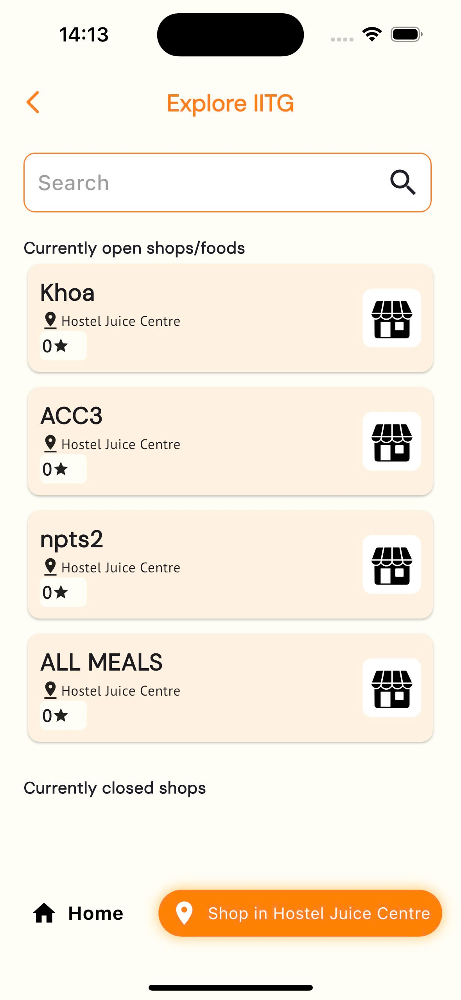 14:13
Explore IITG
Search
Currently open shops/foods
Khoa
Hostel Juice Centre
0★
ACC3
Hostel Juice Centre
0★
npts2
Hostel Juice Centre
0★
ALL MEALS
Hostel Juice Centre
0★
Currently closed shops
Home
Shop in Hostel Juice Centre